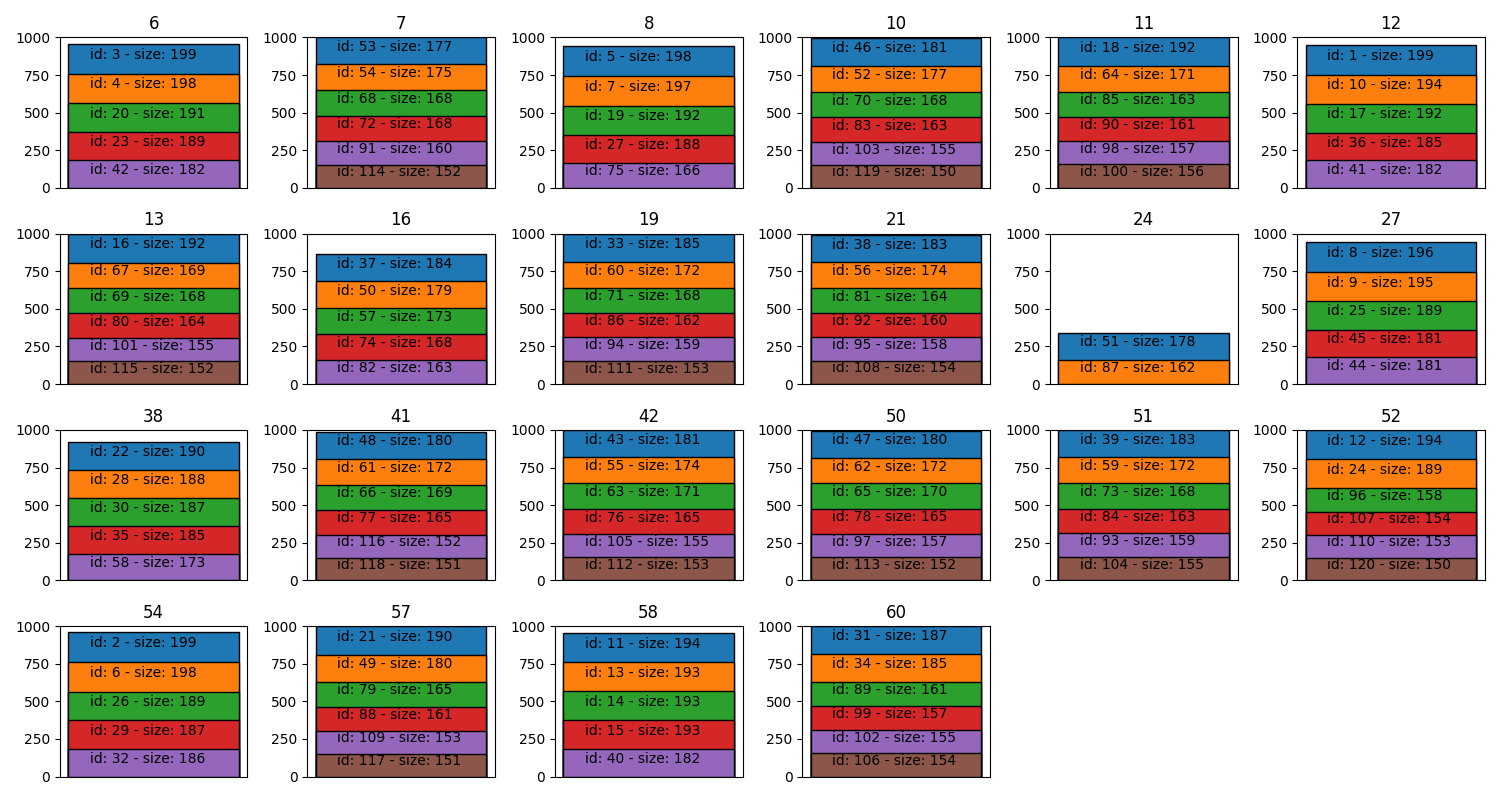 6
1000
750
500
250
0
id: 3 - size: 199
id: 4 - size: 198
id: 20 - size: 191
id: 23 - size: 189
id: 42 - size: 182
7
1000
750
500
250
0
id: 53 - size: 177
id: 54 - size: 175
id: 68 - size: 168
id: 72 - size: 168
id: 91 - size: 160
id: 114 - size: 152
8
1000
750
500
250
0
id: 5 - size: 198
id: 7 - size: 197
id: 19 - size: 192
id: 27 - size: 188
id: 75 - size: 166
10
1000
750
500
250
0
id: 46 - size: 181
id: 52 - size: 177
id: 70 - size: 168
id: 83 - size: 163
id: 103 - size: 155
id: 119 - size: 150
11
1000
750
500
250
0
id: 18 - size: 192
id: 64 - size: 171
id: 85 - size: 163
id: 90 - size: 161
id: 98 - size: 157
id: 100 - size: 156
12
1000
750
500
250
0
id: 1 - size: 199
id: 10 - size: 194
id: 17 - size: 192
id: 36 - size: 185
id: 41 - size: 182
13
1000
750
500
250
0
id: 16 - size: 192
id: 67 - size: 169
id: 69 - size: 168
id: 80 - size: 164
id: 101 - size: 155
id: 115 - size: 152
16
1000
750
500
250
0
id: 37 - size: 184
id: 50 - size: 179
id: 57 - size: 173
id: 74 - size: 168
id: 82 - size: 163
19
1000
750
500
250
0
id: 33 - size: 185
id: 60 - size: 172
id: 71 - size: 168
id: 86 - size: 162
id: 94 - size: 159
id: 111 - size: 153
21
1000
750
500
250
0
id: 38 - size: 183
id: 56 - size: 174
id: 81 - size: 164
id: 92 - size: 160
id: 95 - size: 158
id: 108 - size: 154
24
1000
750
500
250
0
id: 51 - size: 178
id: 87 - size: 162
27
1000
750
500
250
0
id: 8 - size: 196
id: 9 - size: 195
id: 25 - size: 189
id: 45 - size: 181
id: 44 - size: 181
38
1000
750
500
250
0
id: 22 - size: 190
id: 28 - size: 188
id: 30 - size: 187
id: 35 - size: 185
id: 58 - size: 173
41
1000
750
500
250
0
id: 48 - size: 180
id: 61 - size: 172
id: 66 - size: 169
id: 77 - size: 165
id: 116 - size: 152
id: 118 - size: 151
42
1000
750
500
250
0
id: 43 - size: 181
id: 55 - size: 174
id: 63 - size: 171
id: 76 - size: 165
id: 105 - size: 155
id: 112 - size: 153
50
1000
750
500
250
0
id: 47 - size: 180
id: 62 - size: 172
id: 65 - size: 170
id: 78 - size: 165
id: 97 - size: 157
id: 113 - size: 152
51
1000
750
500
250
0
id: 39 - size: 183
id: 59 - size: 172
id: 73 - size: 168
id: 84 - size: 163
id: 93 - size: 159
id: 104 - size: 155
52
1000
750
500
250
0
id: 12 - size: 194
id: 24 - size: 189
id: 96 - size: 158
id: 107 - size: 154
id: 110 - size: 153
id: 120 - size: 150
54
1000
750
500
250
0
id: 2 - size: 199
id: 6 - size: 198
id: 26 - size: 189
id: 29 - size: 187
id: 32 - size: 186
57
1000
750
500
250
0
id: 21 - size: 190
id: 49 - size: 180
id: 79 - size: 165
id: 88 - size: 161
id: 109 - size: 153
id: 117 - size: 151
58
1000
750
500
250
0
id: 11 - size: 194
id: 13 - size: 193
id: 14 - size: 193
id: 15 - size: 193
id: 40 - size: 182
60
1000
750
500
250
0
id: 31 - size: 187
id: 34 - size: 185
id: 89 - size: 161
id: 99 - size: 157
id: 102 - size: 155
id: 106 - size: 154